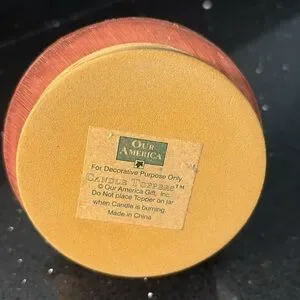 OUR
AMERICA
For Decorative Purpose Only.
CANDLE TOPPERS™
© Our America Gift, Inc.
Do Not place Topper on jar
when Candle is burning.
Made in China